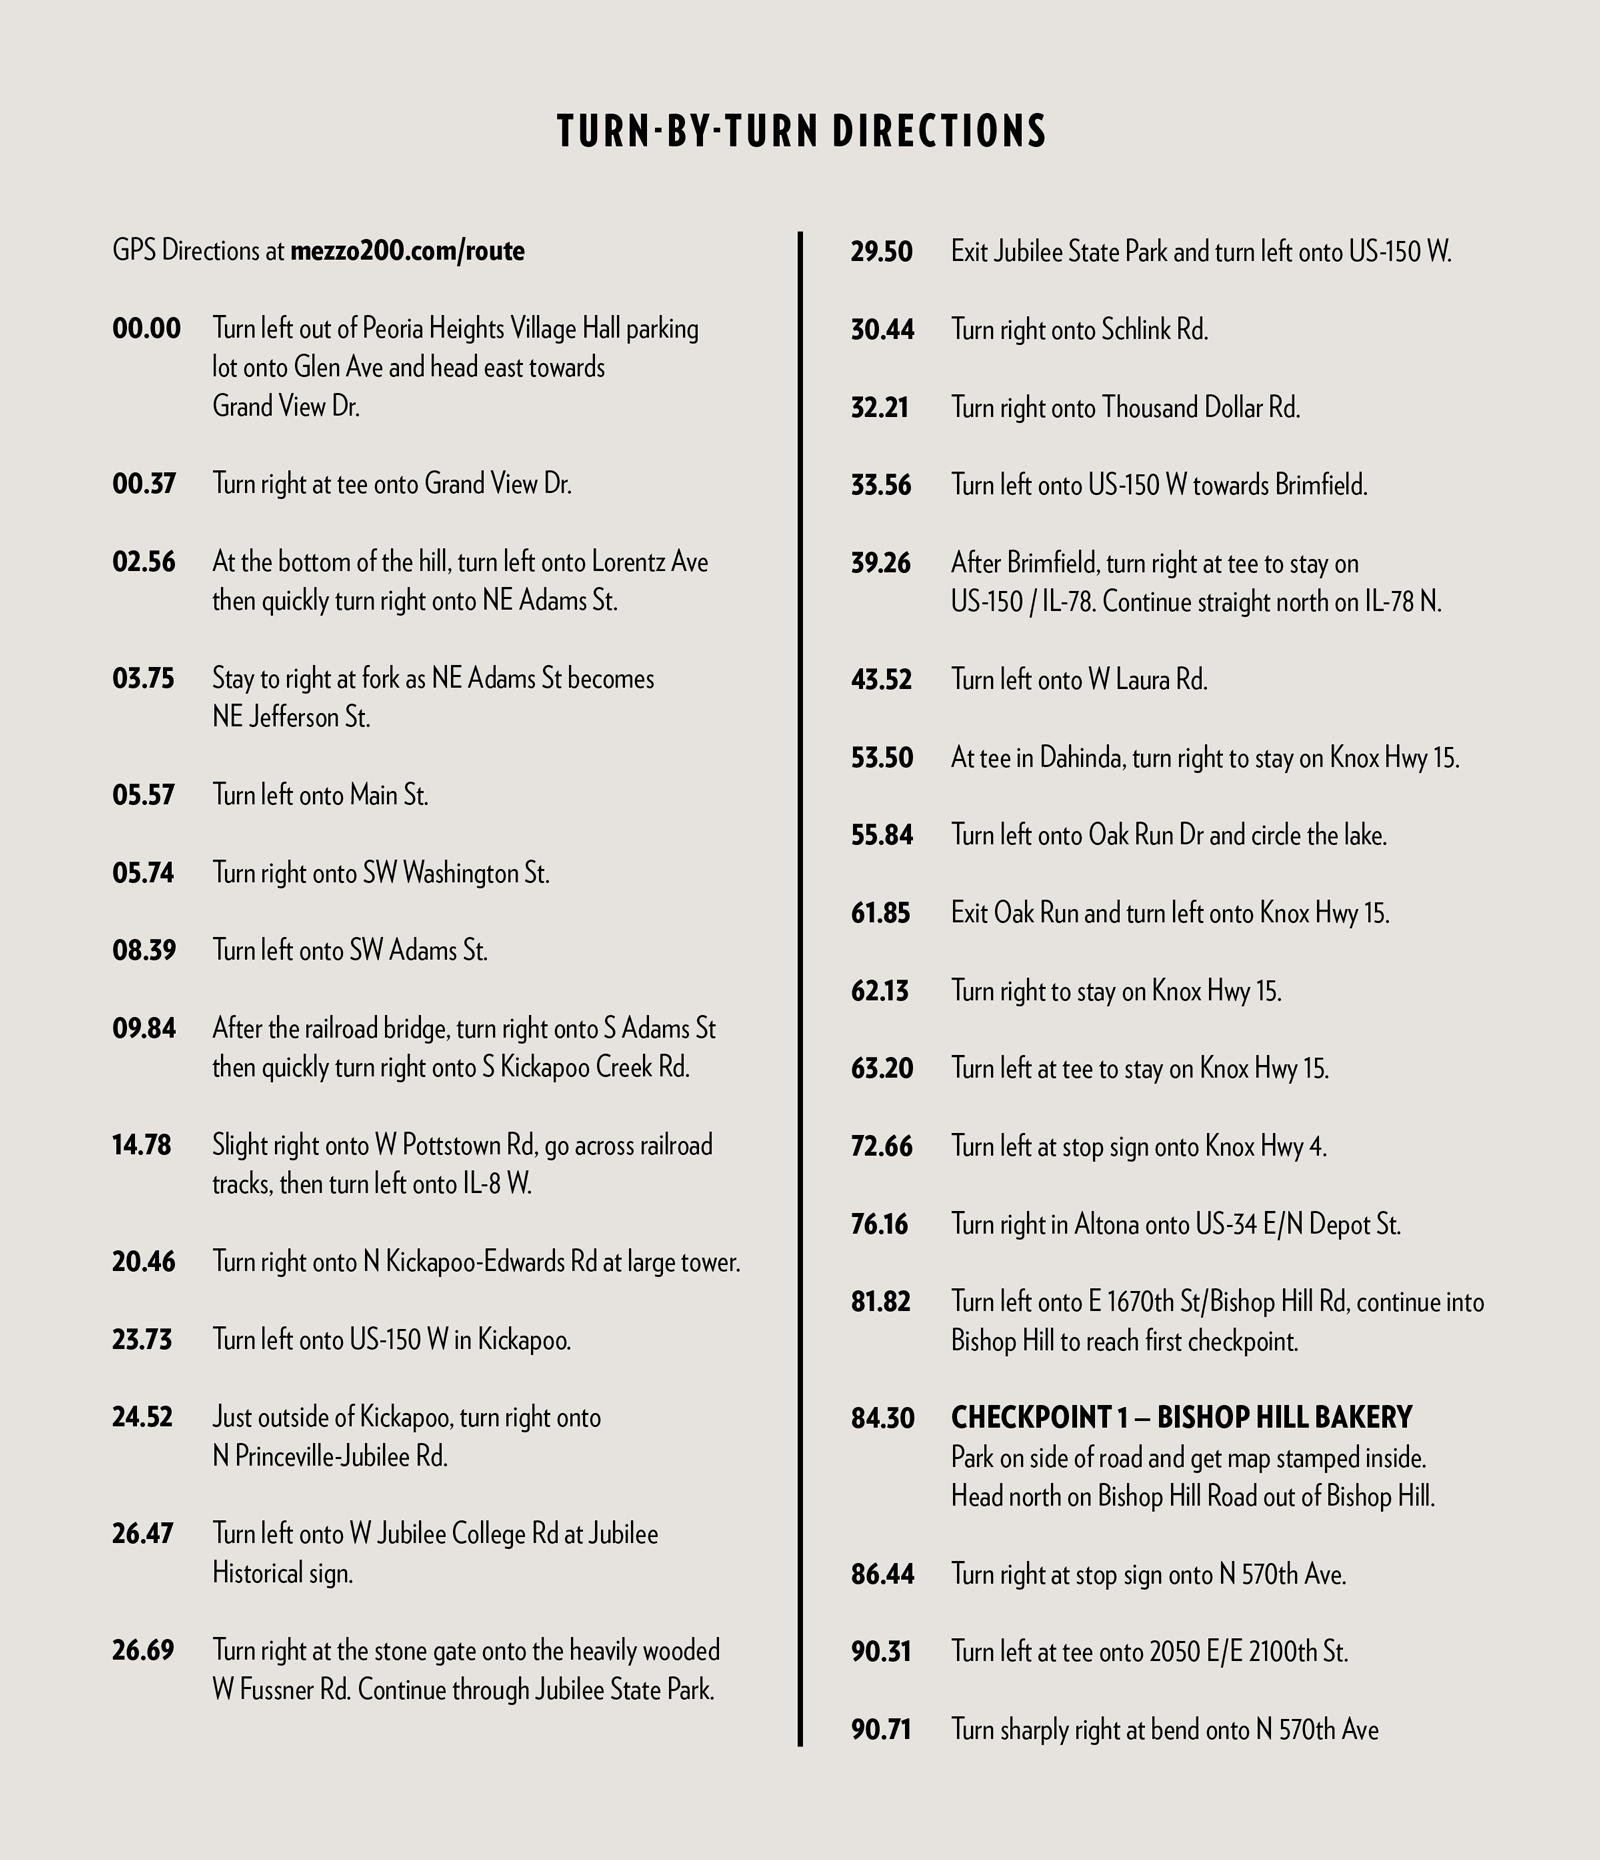 TURN-BY-TURN DIRECTIONS
GPS Directions at mezzo200.com/route
00.00 Turn left out of Peoria Heights Village Hall parking
lot onto Glen Ave and head east towards
Grand View Dr.
00.37 Turn right at tee onto Grand View Dr.
02.56 At the bottom of the hill, turn left onto Lorentz Ave
then quickly turn right onto NE Adams St.
03.75 Stay to right at fork as NE Adams St becomes
NE Jefferson St.
05.57 Turn left onto Main St.
05.74 Turn right onto SW Washington St.
08.39 Turn left onto SW Adams St.
09.84 After the railroad bridge, turn right onto S Adams St
then quickly turn right onto S Kickapoo Creek Rd.
14.78 Slight right onto W Pottstown Rd, go across railroad
tracks, then turn left onto IL-8 W.
20.46 Turn right onto N Kickapoo-Edwards Rd at large tower.
23.73 Turn left onto US-150 W in Kickapoo.
24.52 Just outside of Kickapoo, turn right onto
N Princeville-Jubilee Rd.
26.47 Turn left onto W Jubilee College Rd at Jubilee
Historical sign.
26.69 Turn right at the stone gate onto the heavily wooded
W Fussner Rd. Continue through Jubilee State Park.
29.50 Exit Jubilee State Park and turn left onto US-150 W.
30.44 Turn right onto Schlink Rd.
32.21 Turn right onto Thousand Dollar Rd.
33.56 Turn left onto US-150 W towards Brimfield.
39.26 After Brimfield, turn right at tee to stay on
US-150 / IL-78. Continue straight north on IL-78 N.
43.52 Turn left onto W Laura Rd.
53.50 At tee in Dahinda, turn right to stay on Knox Hwy 15.
55.84 Turn left onto Oak Run Dr and circle the lake.
61.85 Exit Oak Run and turn left onto Knox Hwy 15.
62.13 Turn right to stay on Knox Hwy 15.
63.20 Turn left at tee to stay on Knox Hwy 15.
72.66 Turn left at stop sign onto Knox Hwy 4.
76.16 Turn right in Altona onto US-34 E/N Depot St.
81.82 Turn left onto E 1670th St/Bishop Hill Rd, continue into
Bishop Hill to reach first checkpoint.
84.30 CHECKPOINT 1 – BISHOP HILL BAKERY
Park on side of road and get map stamped inside.
Head north on Bishop Hill Road out of Bishop Hill.
86.44 Turn right at stop sign onto N 570th Ave.
90.31 Turn left at tee onto 2050 E/E 2100th St.
90.71 Turn sharply right at bend onto N 570th Ave